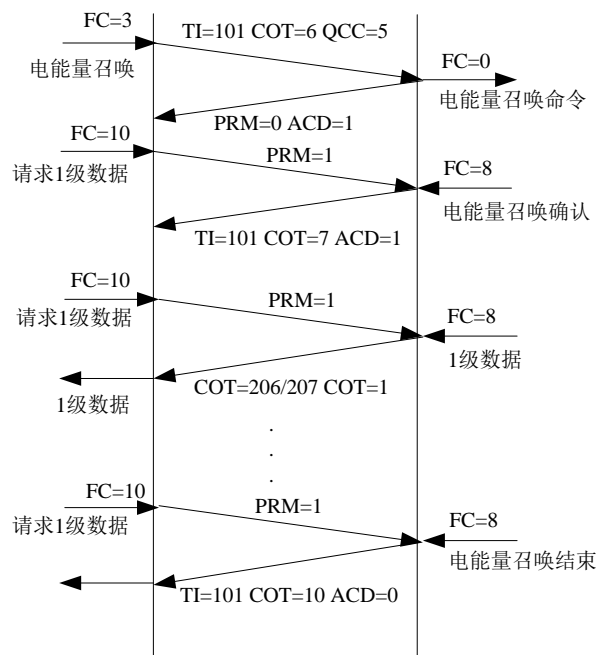 FC=3
TI=101 COT=6 QCC=5
电能量召唤
FC=0
电能量召唤命令
PRM=0 ACD=1
FC=10
PRM=1
请求1级数据
FC=8
电能量召唤确认
TI=101 COT=7 ACD=1
FC=10
PRM=1
请求1级数据
FC=8
1级数据
COT=206/207 COT=1
1级数据
.
.
.
FC=10
PRM=1
请求1级数据
FC=8
电能量召唤结束
TI=101 COT=10 ACD=0